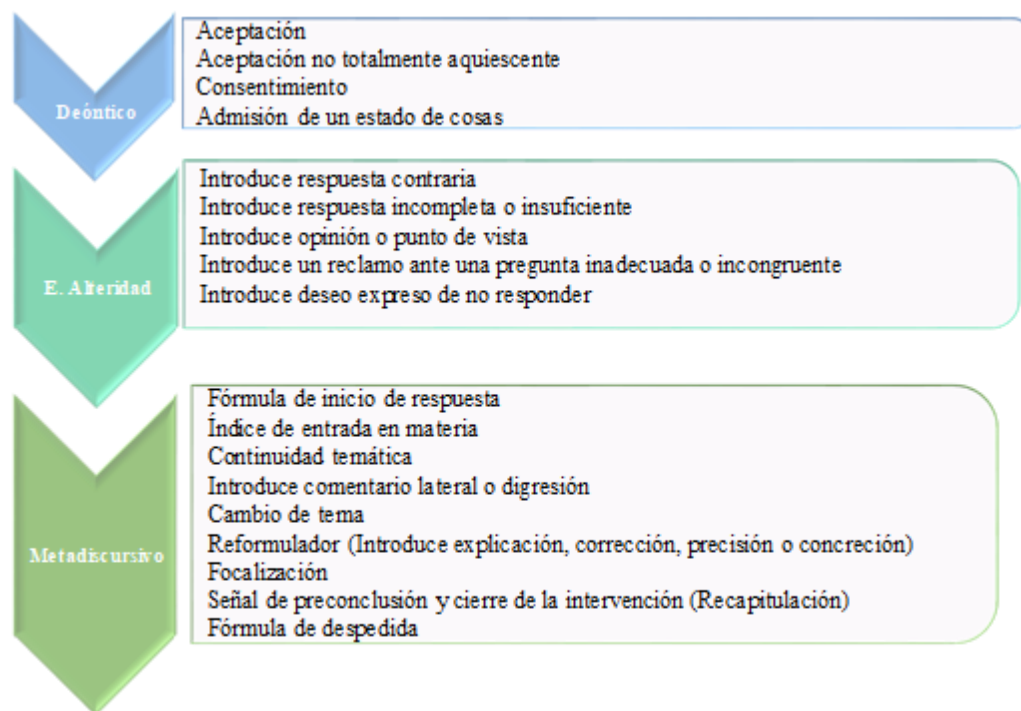 Deóntico
Aceptación
Aceptación no totalmente aquiescente
Consentimiento
Admisión de un estado de cosas
E. Alteridad
Introduce respuesta contraria
Introduce respuesta incompleta o insuficiente
Introduce opinión o punto de vista
Introduce un reclamo ante una pregunta inadecuada o incongruente
Introduce deseo expreso de no responder
Metadiscursivo
Fórmula de inicio de respuesta
Índice de entrada en materia
Continuidad temática
Introduce comentario lateral o digresión
Cambio de tema
Reformulador (Introduce explicación, corrección, precisión o concreción)
Focalización
Señal de preconclusión y cierre de la intervención (Recapitulación)
Fórmula de despedida